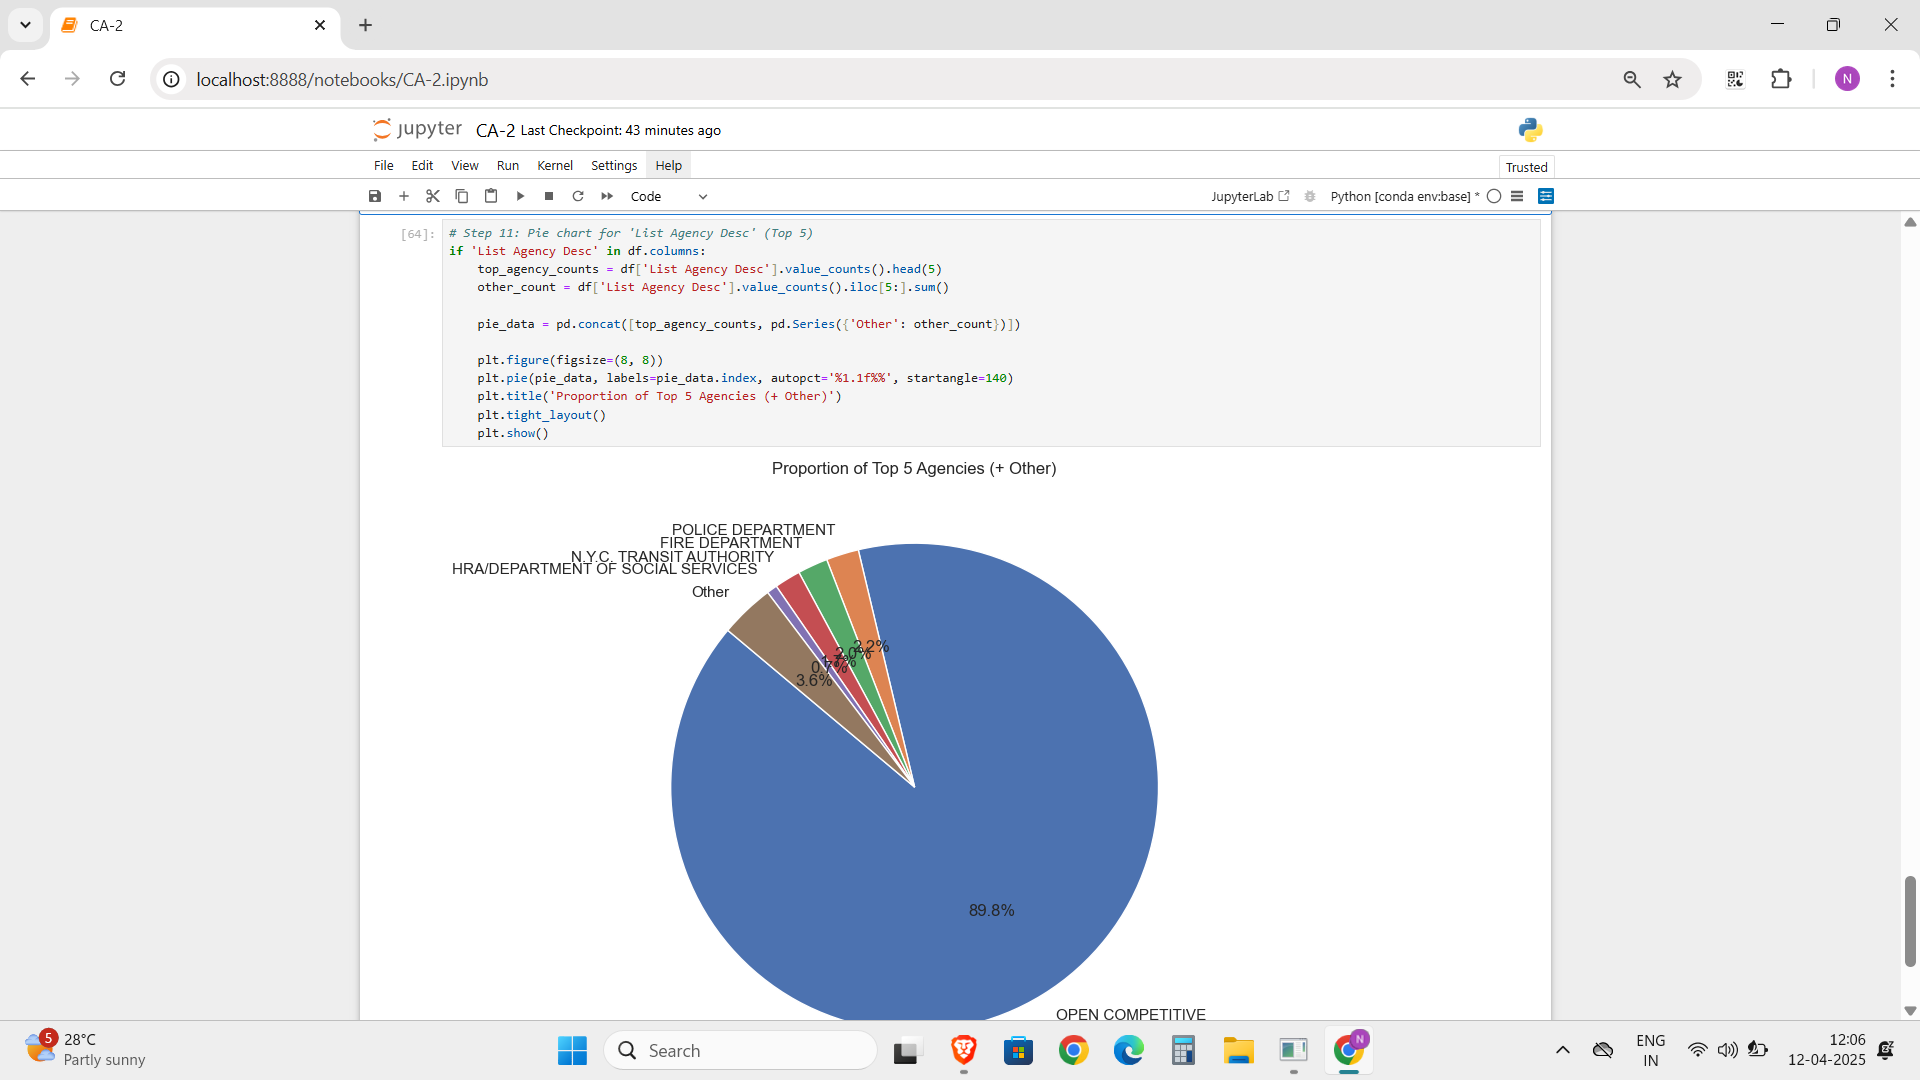 CA-2
localhost:8888/notebooks/CA-2.ipynb
N
jupyter CA-2 Last Checkpoint: 43 minutes ago
File Edit View Run Kernel Settings Help
Trusted
Code
JupyterLab
Python [conda env:base] *
[64]:
# Step 11: Pie chart for 'List Agency Desc' (Top 5)
if 'List Agency Desc' in df.columns:
    top_agency_counts = df['List Agency Desc'].value_counts().head(5)
    other_count = df['List Agency Desc'].value_counts().iloc[5:].sum()
    pie_data = pd.concat([top_agency_counts, pd.Series({'Other': other_count})])
    plt.figure(figsize=(8, 8))
    plt.pie(pie_data, labels=pie_data.index, autopct='%1.1f%%', startangle=140)
    plt.title('Proportion of Top 5 Agencies (+ Other)')
    plt.tight_layout()
    plt.show()
Proportion of Top 5 Agencies (+ Other)
POLICE DEPARTMENT
FIRE DEPARTMENT
N.Y.C. TRANSIT AUTHORITY
HRA/DEPARTMENT OF SOCIAL SERVICES
Other
2.2%
2.0%
0.7%
3.6%
89.8%
OPEN COMPETITIVE
5
28°C
Partly sunny
Search
N
ENG
IN
12:06
12-04-2025